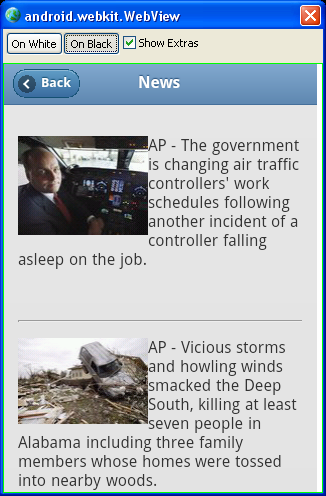 android.webkit.WebView
On White On Black Show Extras
Back News
AP - The government
is changing air traffic
controllers' work
schedules following
another incident of a
controller falling
asleep on the job.
AP - Vicious storms
and howling winds
smacked the Deep
South, killing at least
seven people in
Alabama including three family
members whose homes were tossed
into nearby woods.